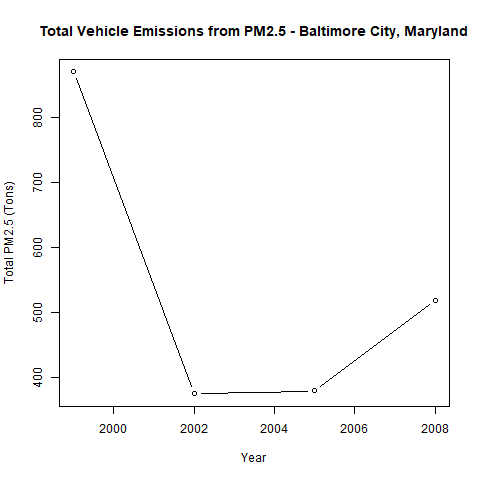 Total Vehicle Emissions from PM2.5 - Baltimore City, Maryland
Total PM2.5 (Tons)
800
700
600
500
400
2000 2002 2004 2006 2008
Year